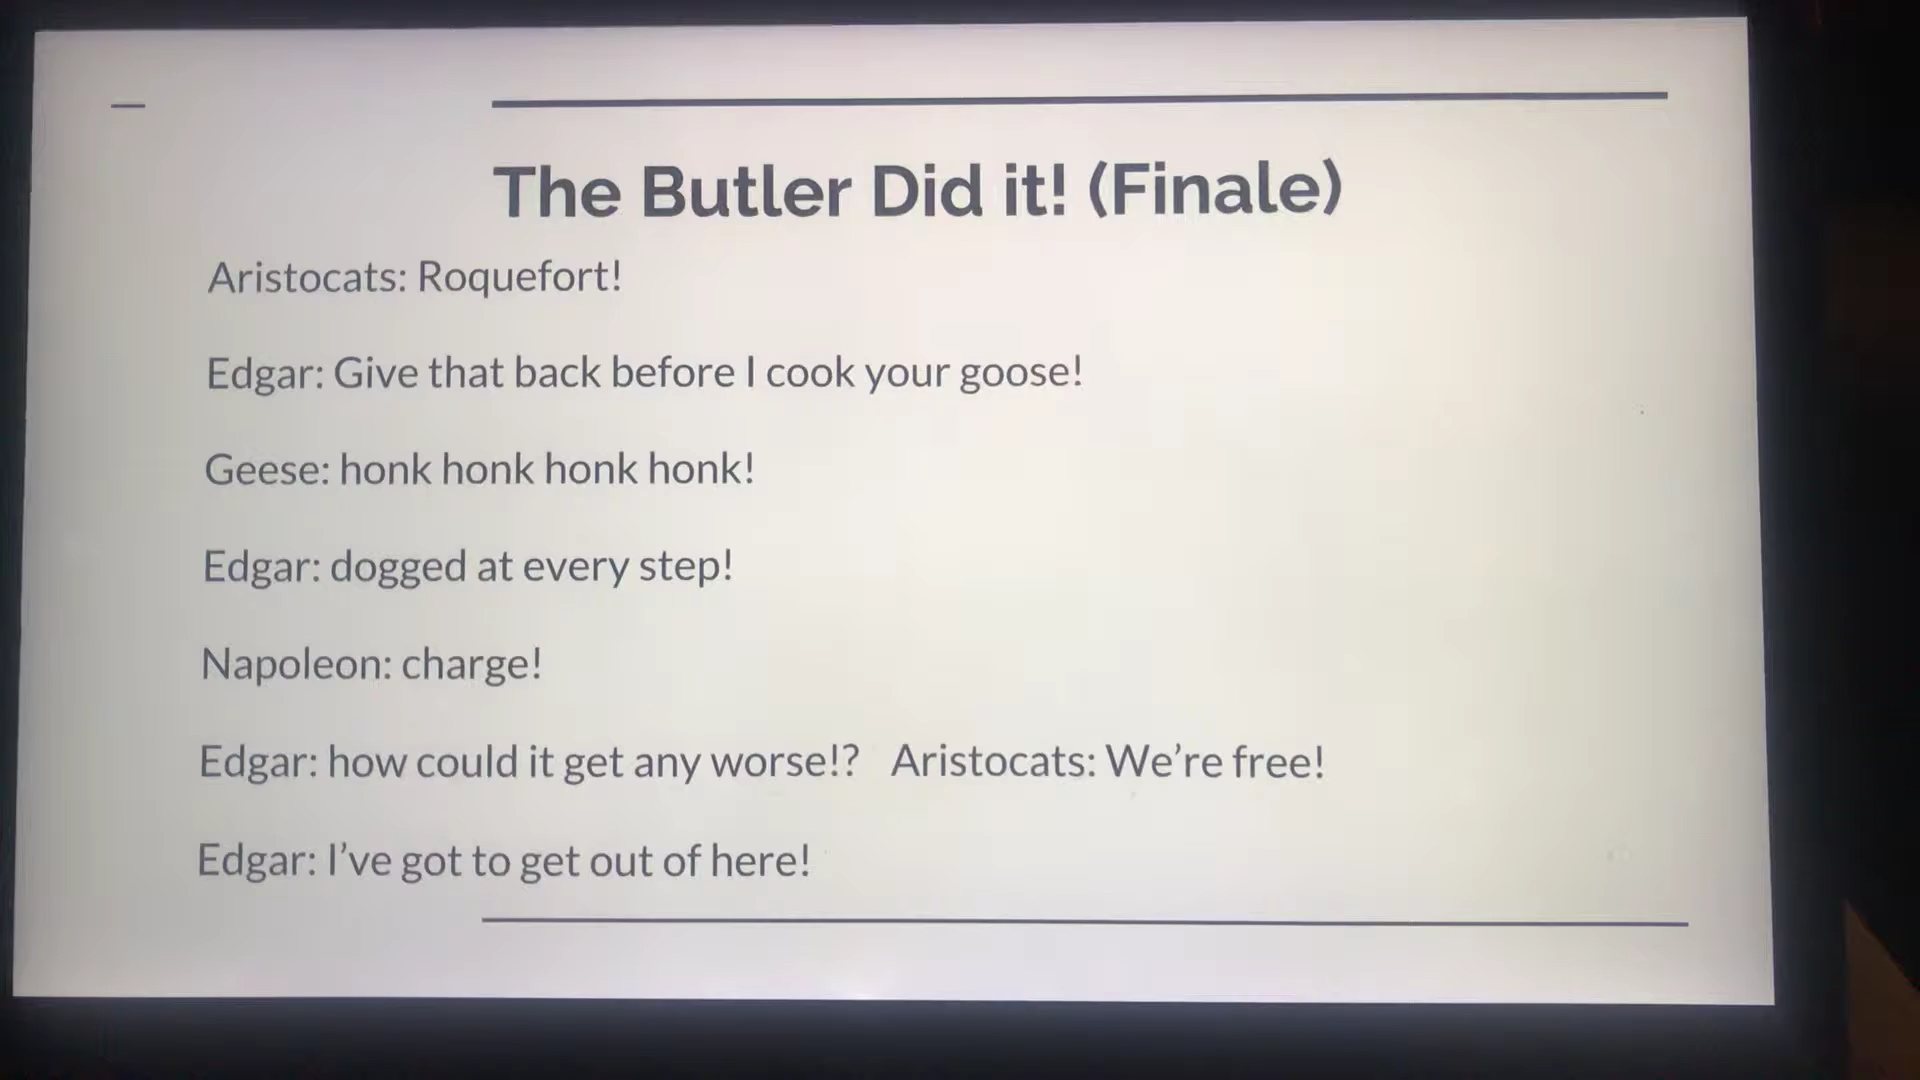 The Butler Did it! (Finale)
Aristocats: Roquefort!
Edgar: Give that back before I cook your goose!
Geese: honk honk honk honk!
Edgar: dogged at every step!
Napoleon: charge!
Edgar: how could it get any worse!? Aristocats: We're free!
Edgar: I've got to get out of here!